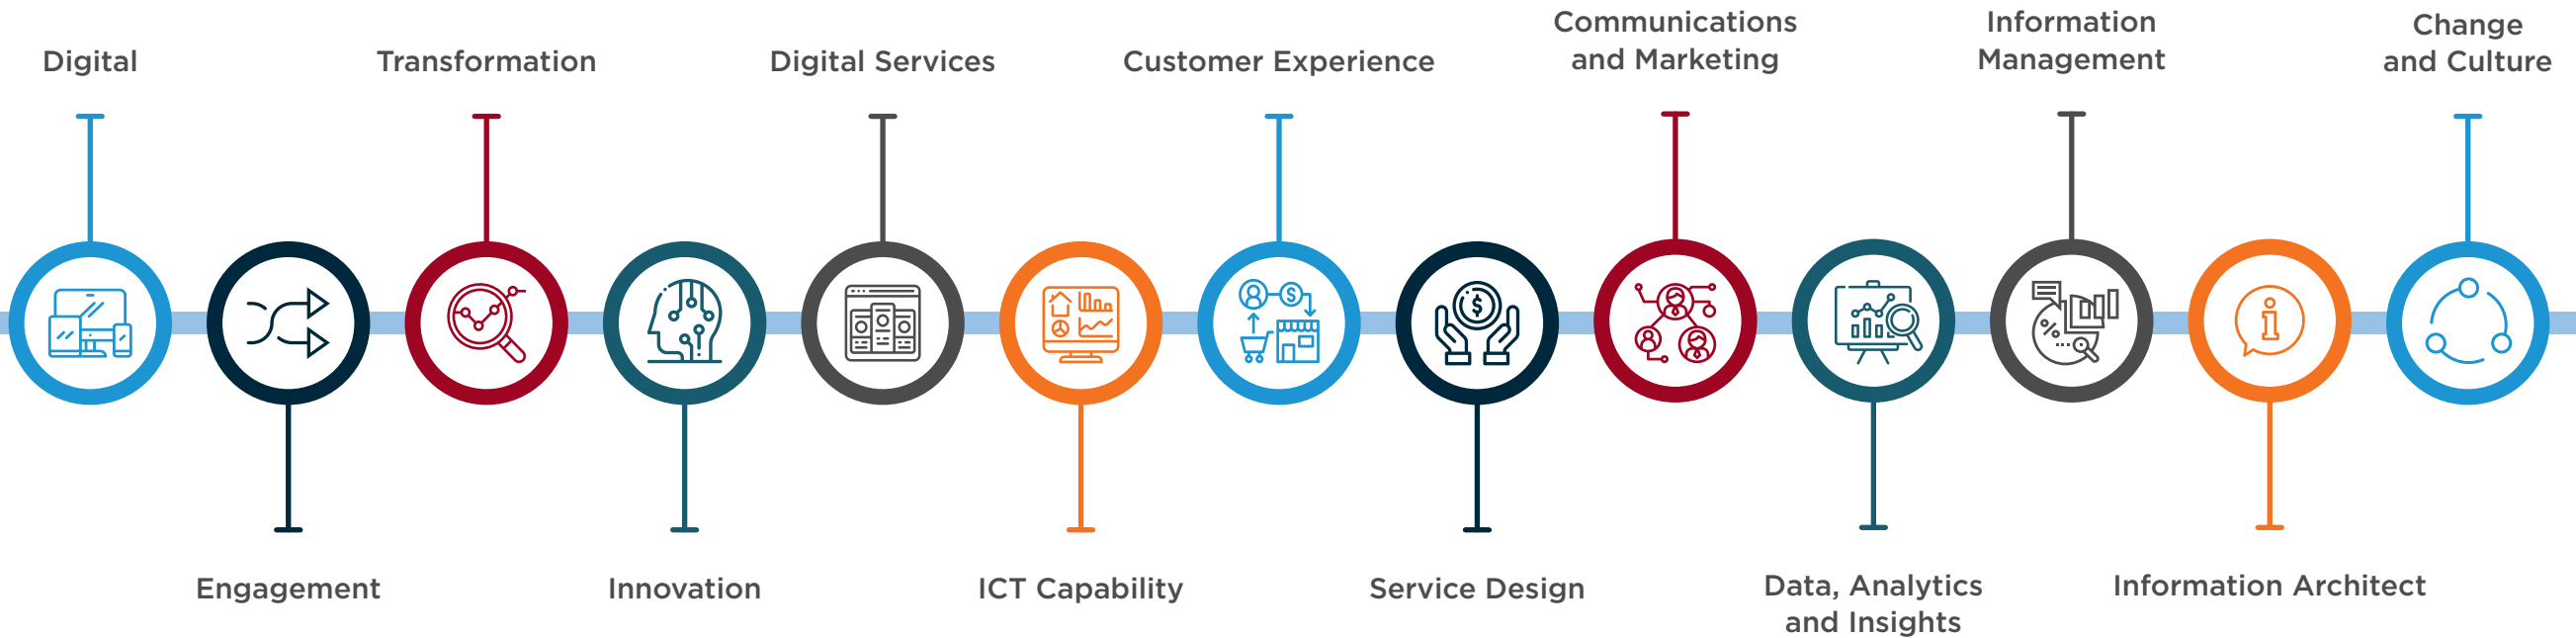 Digital
Engagement
Transformation
Innovation
Digital Services
ICT Capability
Customer Experience
Service Design
Communications
and Marketing
Data, Analytics
and Insights
Information
Management
Information Architect
Change
and Culture